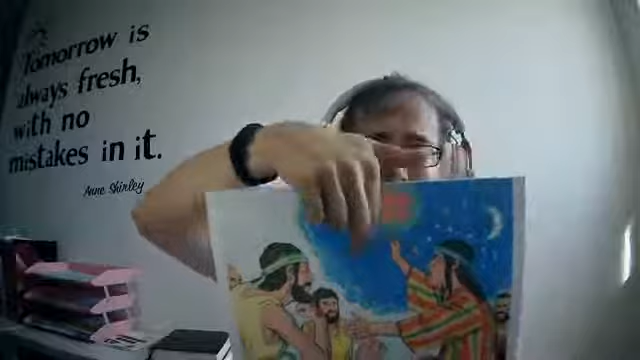 Tomorrow is
always fresh,
with no
mistakes in it.
Anne Shirley